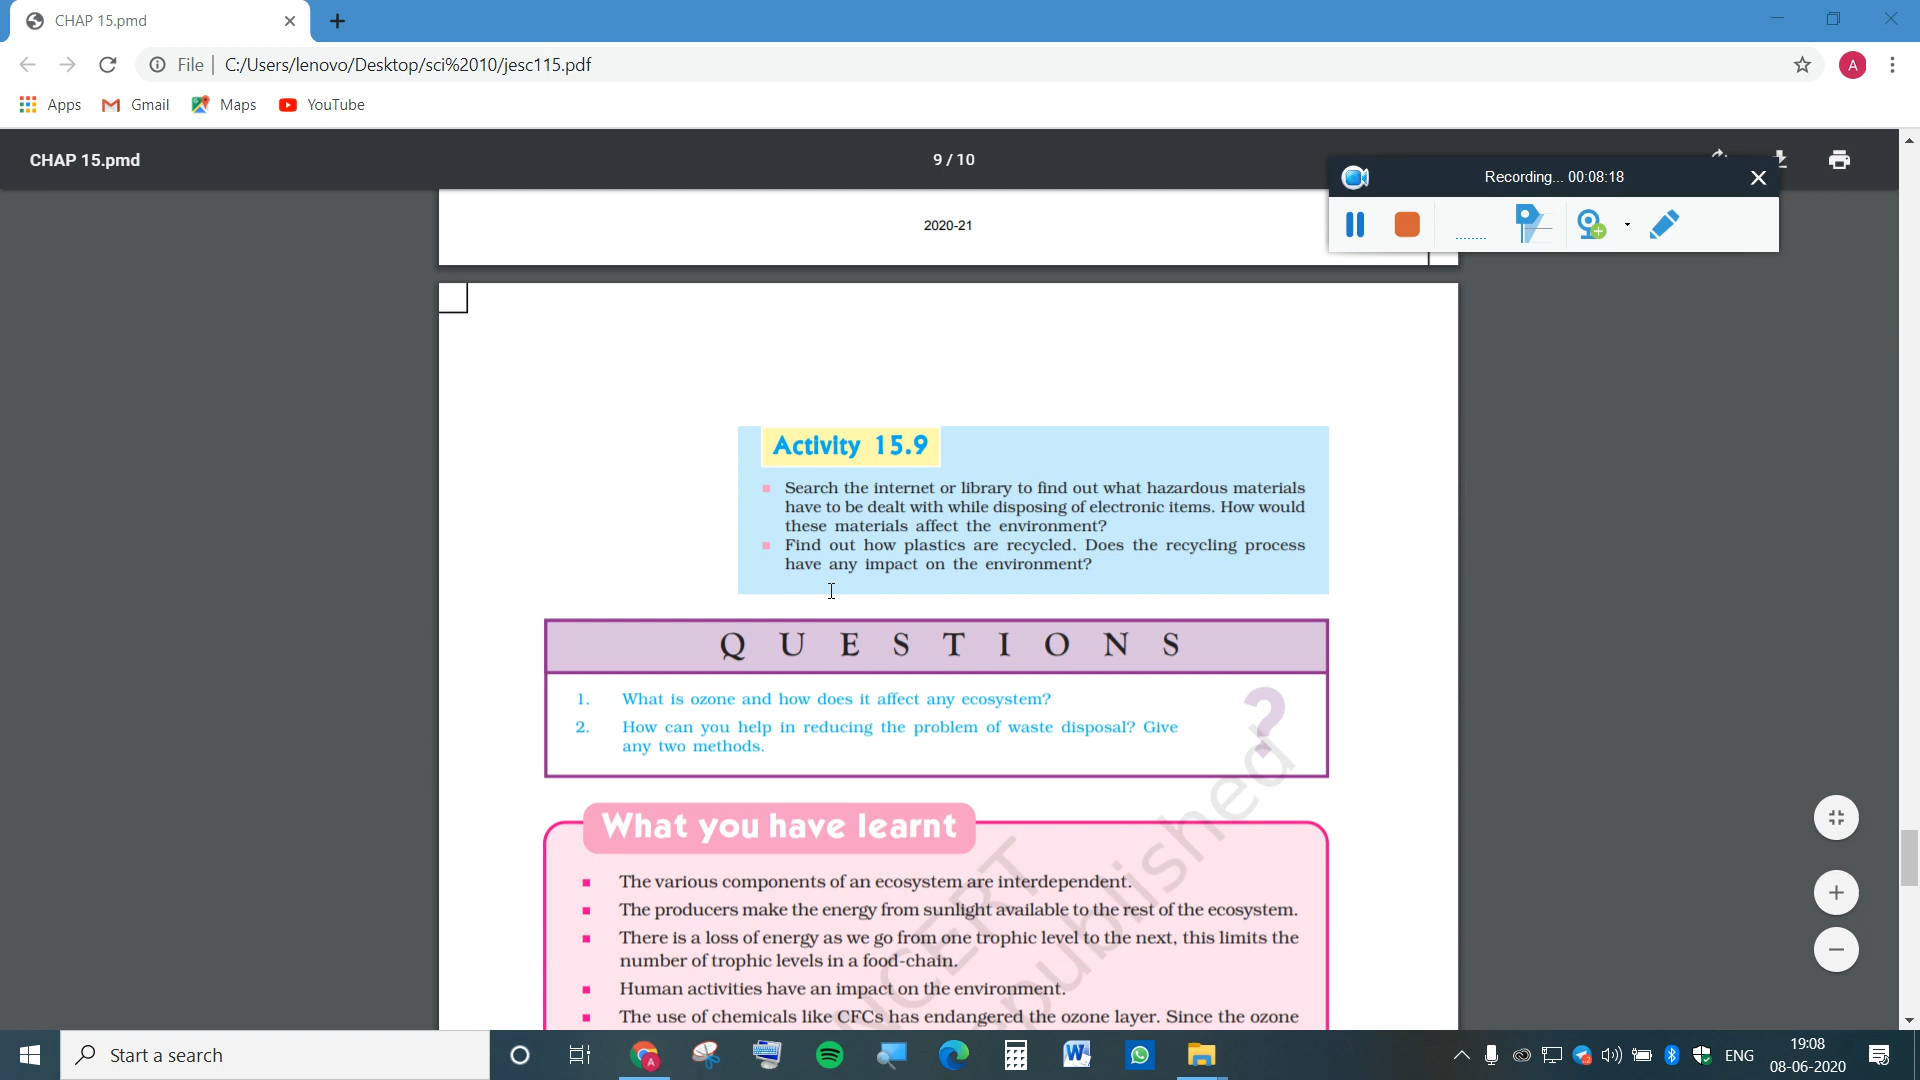 CHAP 15.pmd
File | C:/Users/lenovo/Desktop/sci%2010/jesc115.pdf
A
Apps Gmail Maps YouTube
CHAP 15.pmd
9 / 10
Recording... 00:08:18
2020-21
Activity 15.9
Search the internet or library to find out what hazardous materials
have to be dealt with while disposing of electronic items. How would
these materials affect the environment?
Find out how plastics are recycled. Does the recycling process
have any impact on the environment?
QUESTIONS
?
1. What is ozone and how does it affect any ecosystem?
2. How can you help in reducing the problem of waste disposal? Give
any two methods.
What you have learnt
The various components of an ecosystem are interdependent.
The producers make the energy from sunlight available to the rest of the ecosystem.
There is a loss of energy as we go from one trophic level to the next, this limits the
number of trophic levels in a food-chain.
Human activities have an impact on the environment.
The use of chemicals like CFCs has endangered the ozone layer. Since the ozone
NCERT
republished
Start a search
ENG
19:08
08-06-2020